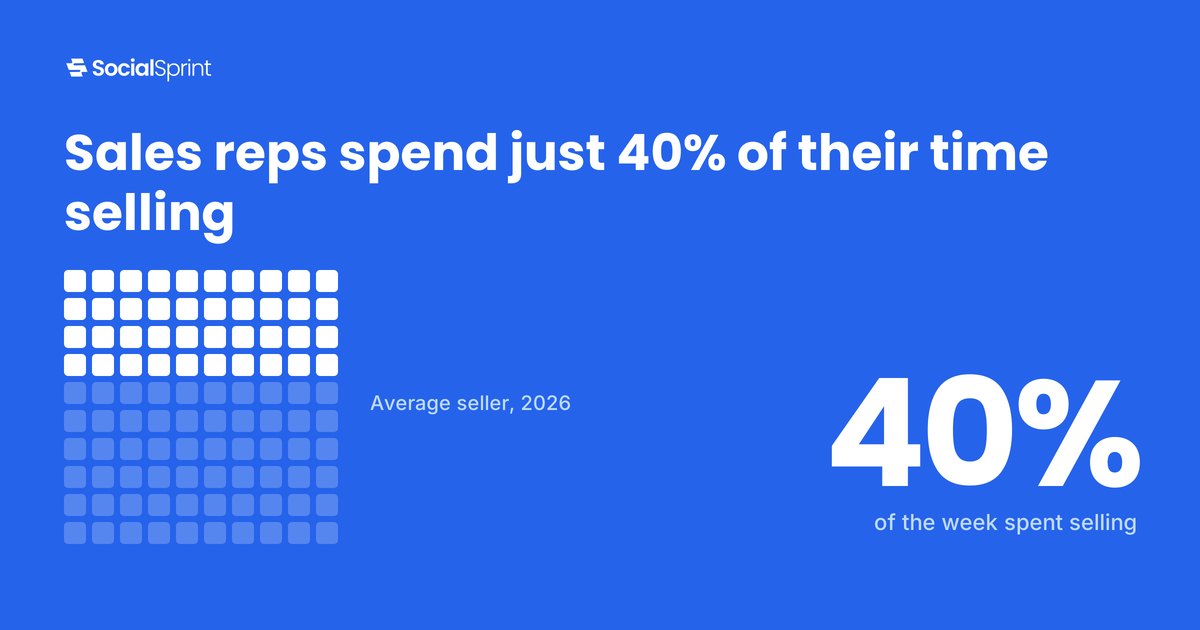 SocialSprint
Sales reps spend just 40% of their time
selling
Average seller, 2026
40%
of the week spent selling